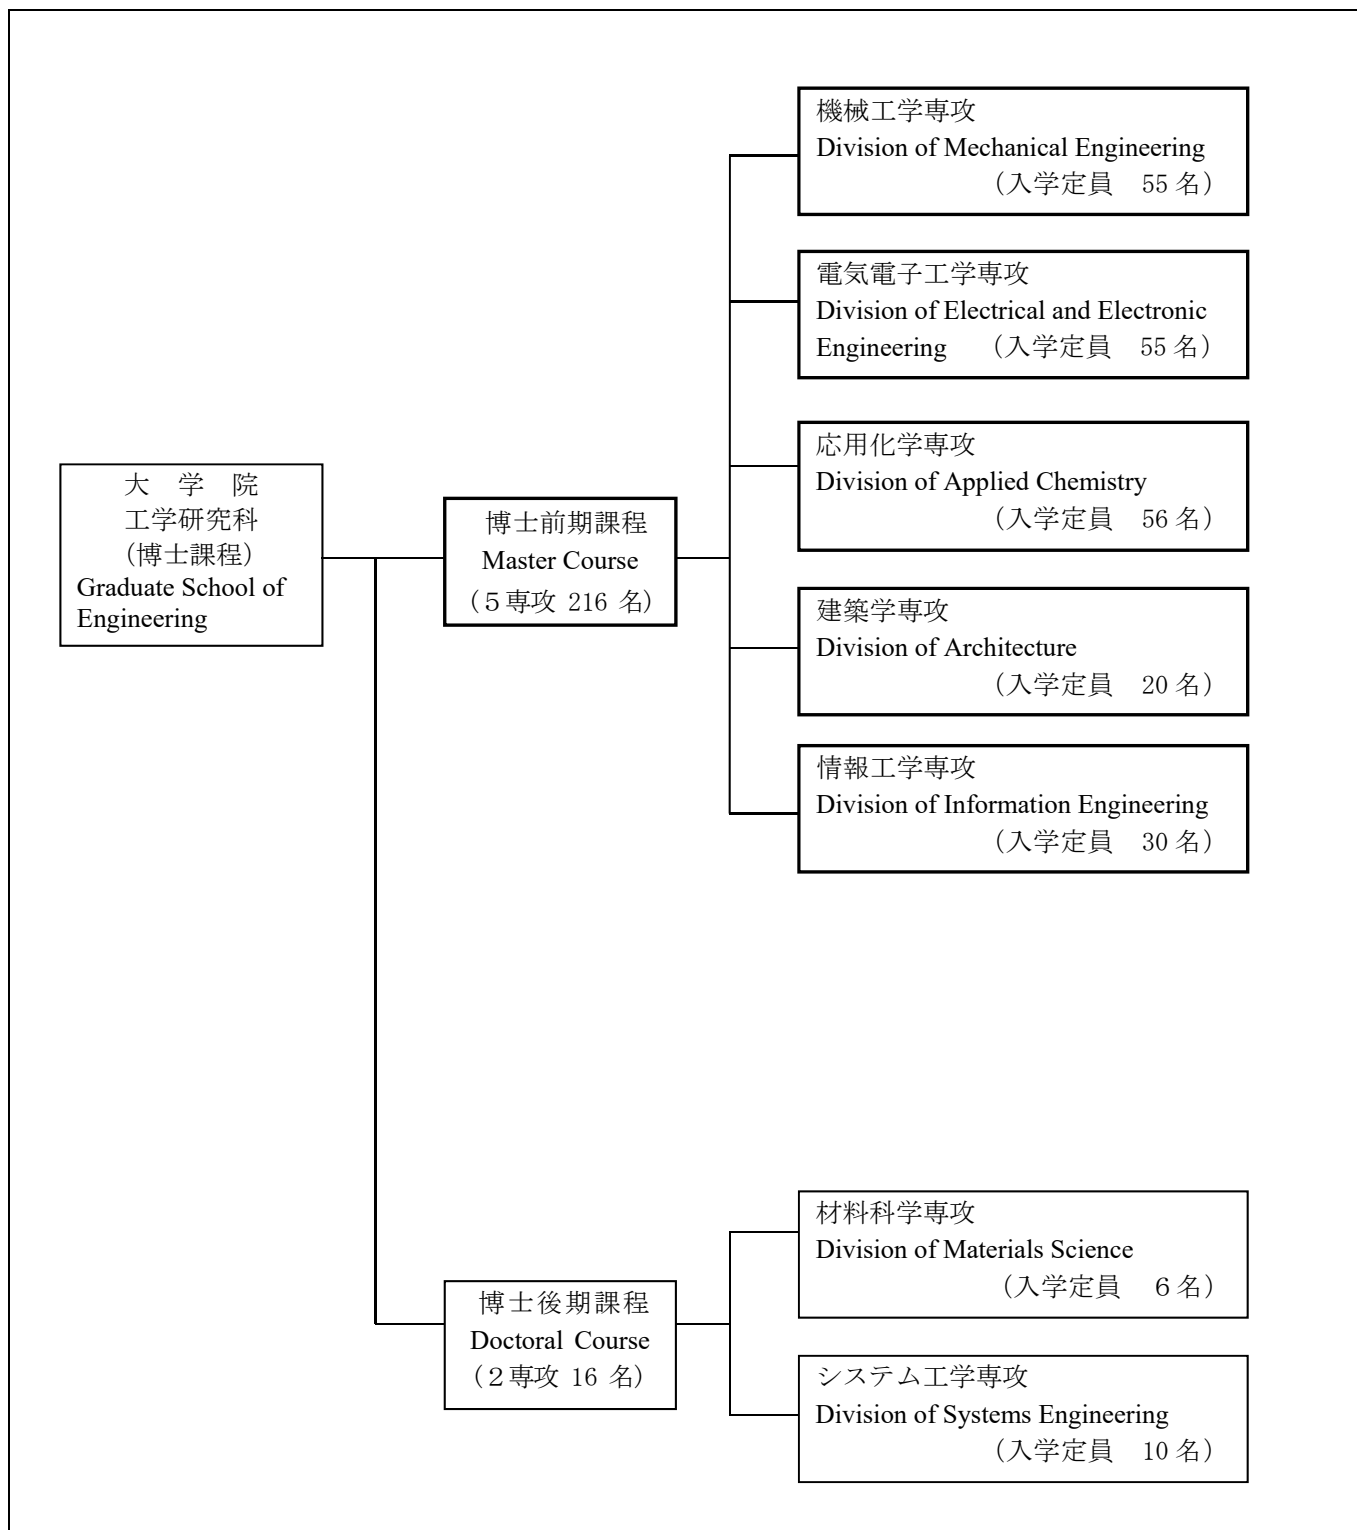 大　学　院
工学研究科
(博士課程)
Graduate School of
Engineering
博士前期課程
Master Course
（５専攻 216 名）
機械工学専攻
Division of Mechanical Engineering
（入学定員　55 名）
電気電子工学専攻
Division of Electrical and Electronic
Engineering　（入学定員　55 名）
応用化学専攻
Division of Applied Chemistry
（入学定員　56 名）
建築学専攻
Division of Architecture
（入学定員　20 名）
情報工学専攻
Division of Information Engineering
（入学定員　30 名）
博士後期課程
Doctoral Course
（２専攻 16 名）
材料科学専攻
Division of Materials Science
（入学定員　６名）
システム工学専攻
Division of Systems Engineering
（入学定員　10 名）